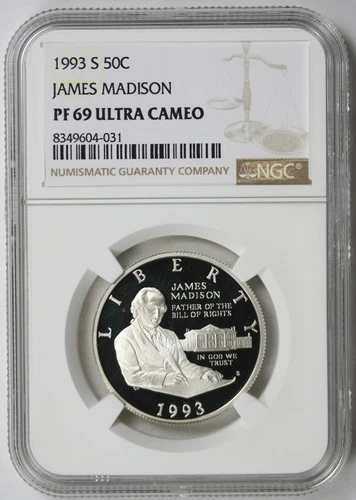 1993 S 50C
JAMES MADISON
PF 69 ULTRA CAMEO
8349604-031
NUMISMATIC GUARANTY COMPANY
NGC
LIBERTY
JAMES
MADISON
FATHER OF THE
BILL OF RIGHTS
IN GOD WE
TRUST
S
1993